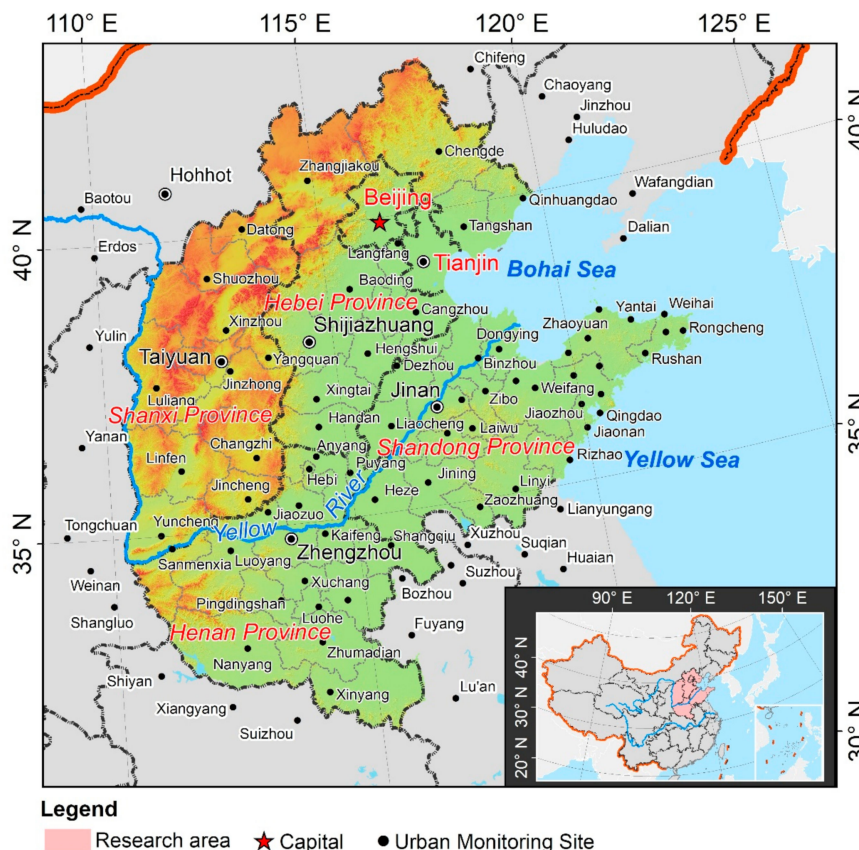 110° E 115° E 120° E 125° E
Chifeng
Chaoyang
Jinzhou
Huludao
40° N
Chengde
Zhangjiakou
Hohhot
Wafangdian
Baotou
Beijing
Qinhuangdao
Datong
Tangshan
Dalian
40° N
Erdos
Langfang
Tianjin
Bohai Sea
Shuozhou
Baoding
Hebei Province
Cangzhou
Yantai
Weihai
Xinzhou
Shijiazhuang
Zhaoyuan
Rongcheng
Yulin
Dongying
Hengshui
Binzhou
Rushan
Taiyuan
Yangquan
Dezhou
Jinzhong
Jinan
Weifang
Luliang
Xingtai
Zibo
Shanxi Province
Jiaozhou
Qingdao
Handan
Liaocheng
Laiwu
Jiaonan
35° N
Yanan
Changzhi
Anyang
Shandong Province
Linfen
Puyang
Rizhao
Yellow Sea
Hebi
Jining
Linyi
Jincheng
River
Heze
Zaozhuang
Jiaozuo
Lianyungang
Yuncheng
Yellow
Kaifeng
Shangqiu
Xuzhou
Tongchuan
35° N
Zhengzhou
Suqian
Sanmenxia
Luoyang
Huaian
Weinan
Xuchang
Suzhou
Bozhou
Pingdingshan
Shangluo
Luohe
Fuyang
Henan Province
Zhumadian
Nanyang
Shiyan
Xinyang
Lu'an
Xiangyang
Suizhou
30° N
90° E 120° E 150° E
40° N
30° N
20° N
Legend
Research area Capital Urban Monitoring Site